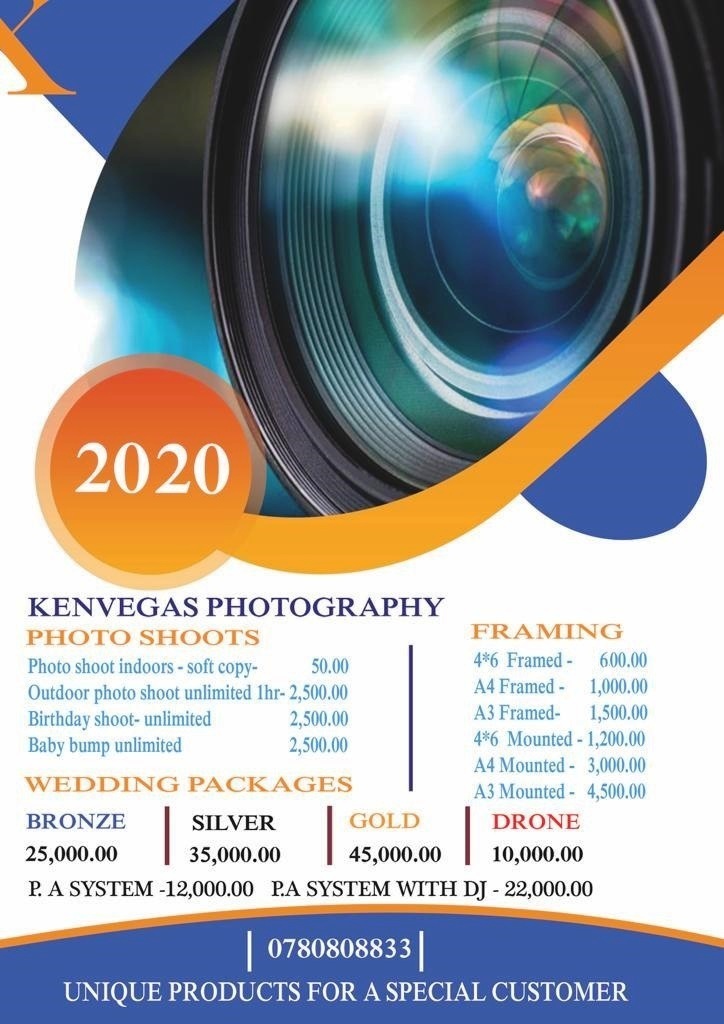 2020
KENVEGAS PHOTOGRAPHY
PHOTO SHOOTS
Photo shoot indoors - soft copy- 50.00
Outdoor photo shoot unlimited 1hr- 2,500.00
Birthday shoot- unlimited 2,500.00
Baby bump unlimited 2,500.00
FRAMING
4*6 Framed - 600.00
A4 Framed - 1,000.00
A3 Framed- 1,500.00
4*6 Mounted - 1,200.00
A4 Mounted - 3,000.00
A3 Mounted - 4,500.00
WEDDING PACKAGES
BRONZE SILVER GOLD DRONE
25,000.00 35,000.00 45,000.00 10,000.00
P. A SYSTEM -12,000.00 P.A SYSTEM WITH DJ - 22,000.00
0780808833
UNIQUE PRODUCTS FOR A SPECIAL CUSTOMER